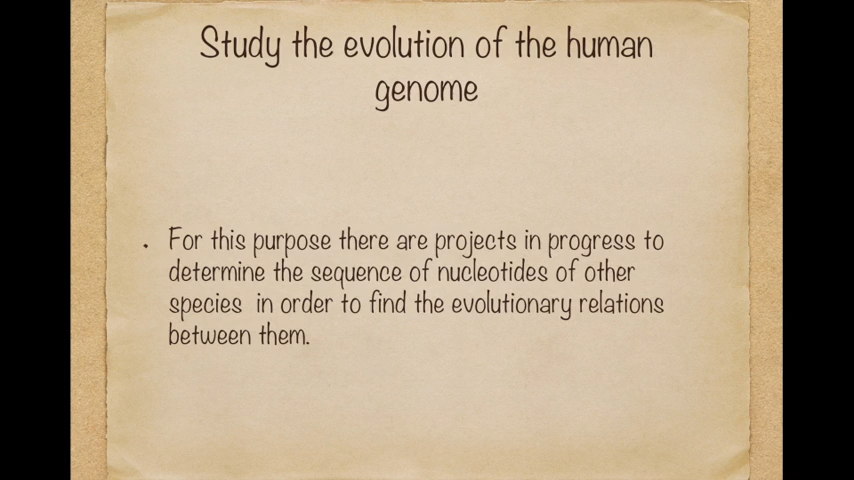 Study the evolution of the human
genome
. For this purpose there are projects in progress to
determine the sequence of nucleotides of other
species in order to find the evolutionary relations
between them.